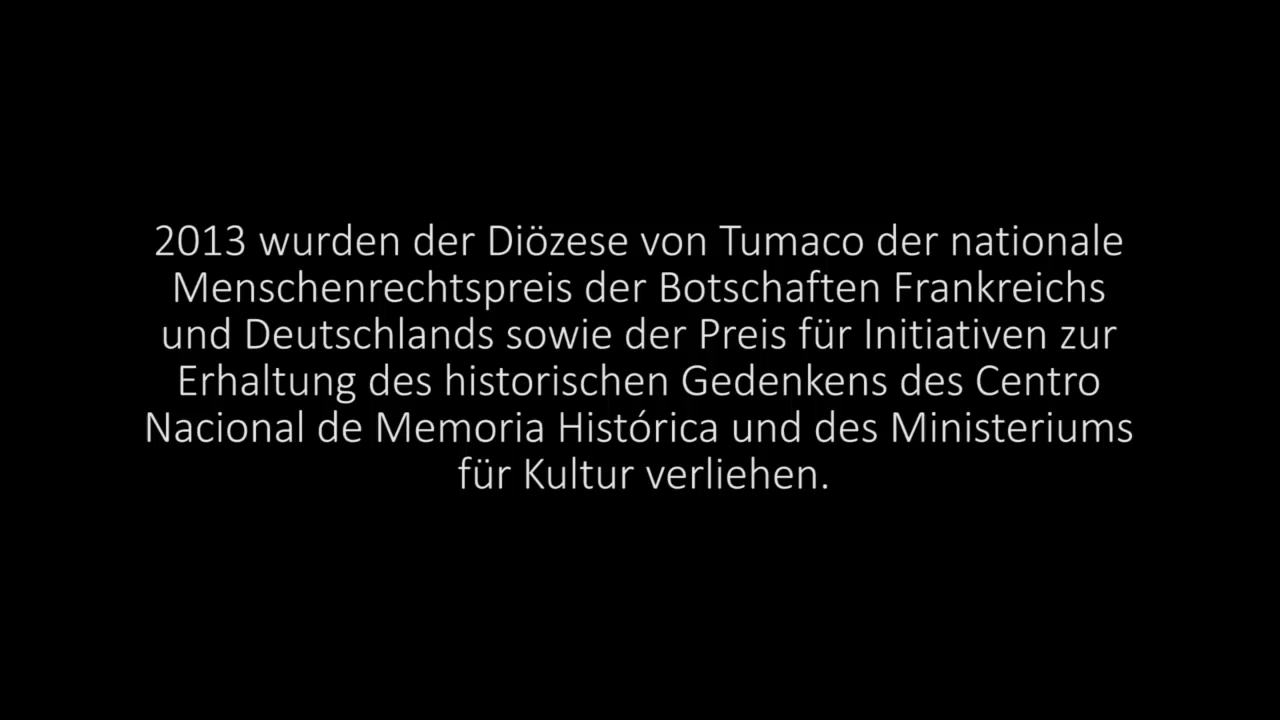 2013 wurden der Diözese von Tumaco der nationale
Menschenrechtspreis der Botschaften Frankreichs
und Deutschlands sowie der Preis für Initiativen zur
Erhaltung des historischen Gedenkens des Centro
Nacional de Memoria Histórica und des Ministeriums
für Kultur verliehen.